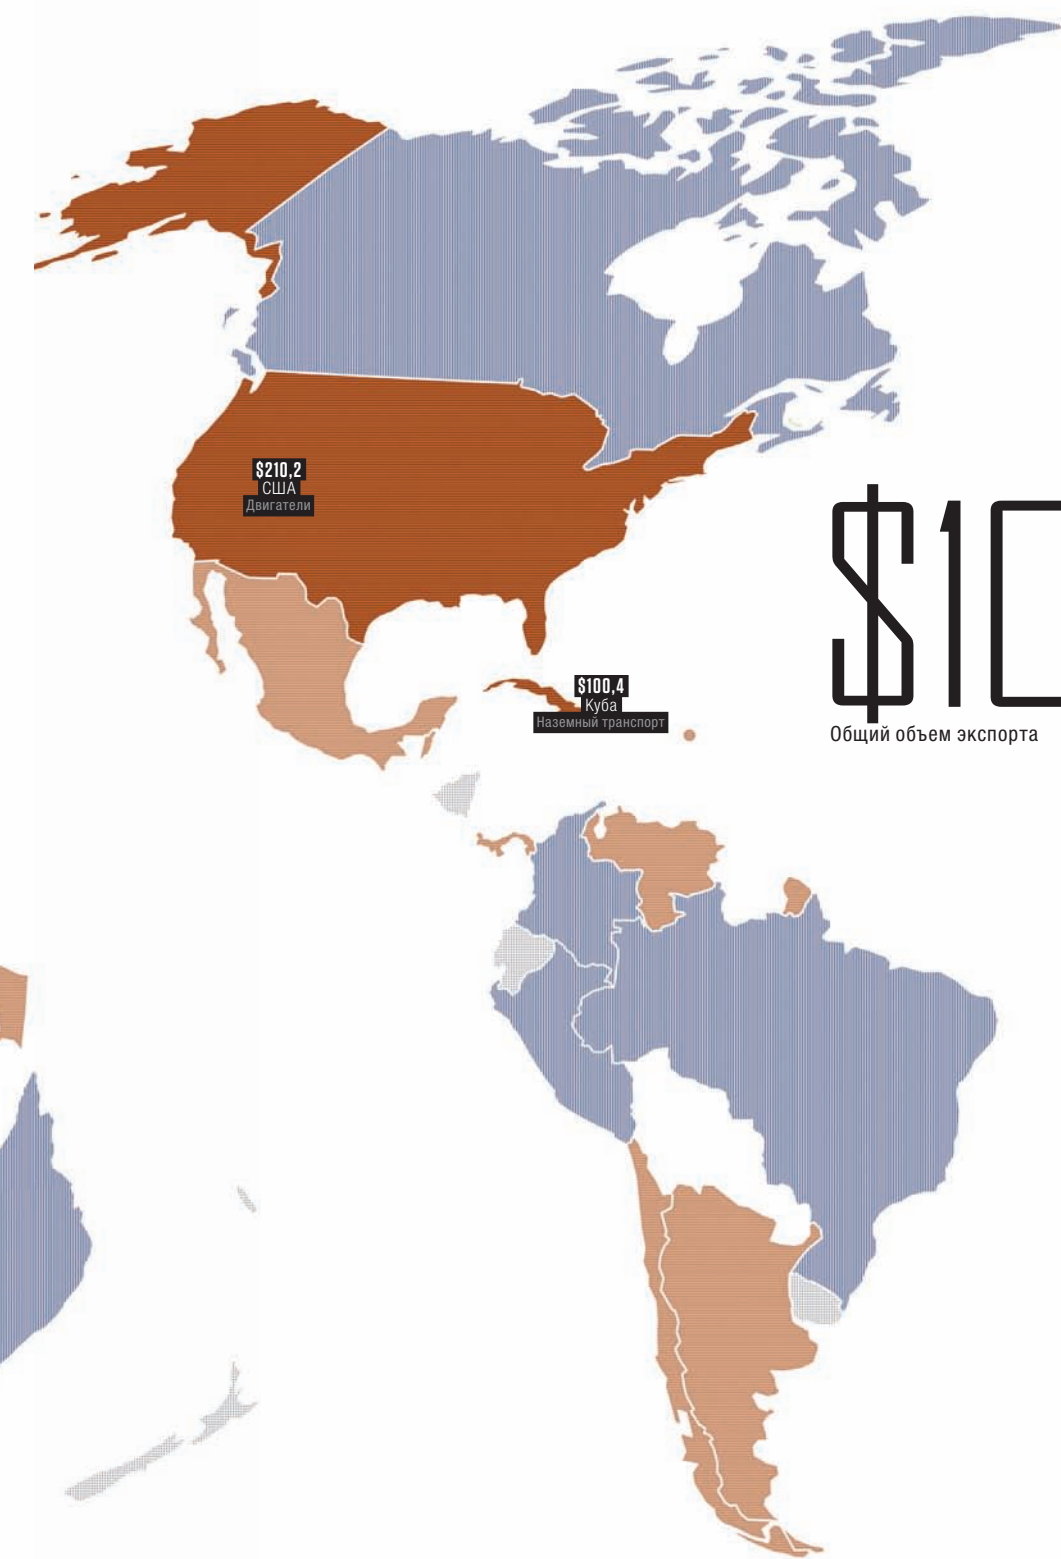 $210,2
США
Двигатели
$10
Общий объем экспорта
$100,4
Куба
Наземный транспорт